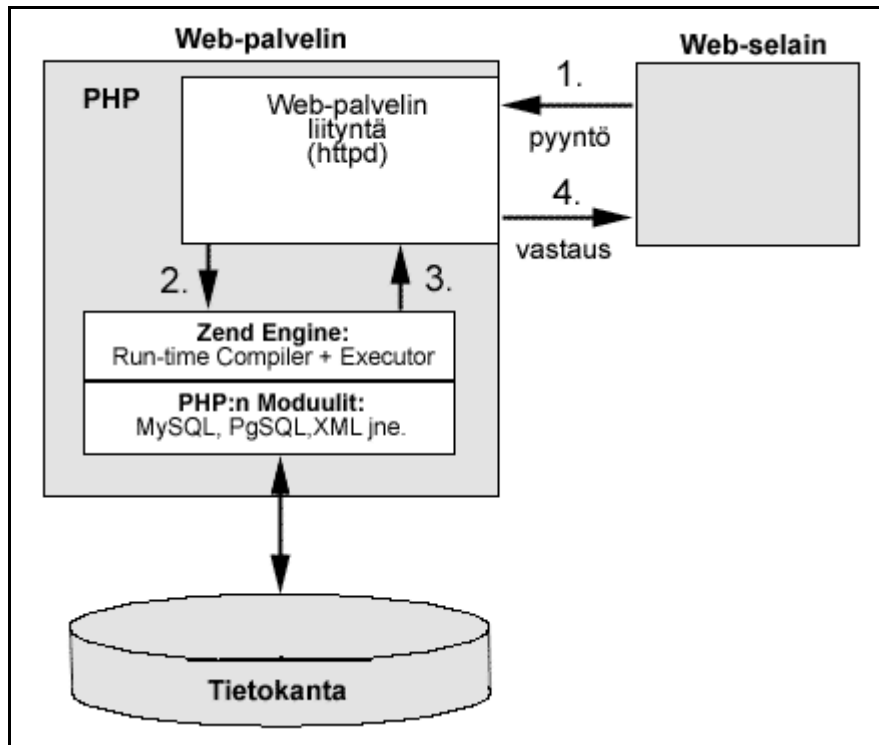 Web-palvelin
Web-selain
PHP
Web-palvelin
liityntä
(httpd)
1.
pyyntö
4.
vastaus
2.
3.
Zend Engine:
Run-time Compiler + Executor
PHP:n Moduulit:
MySQL, PgSQL,XML jne.
Tietokanta